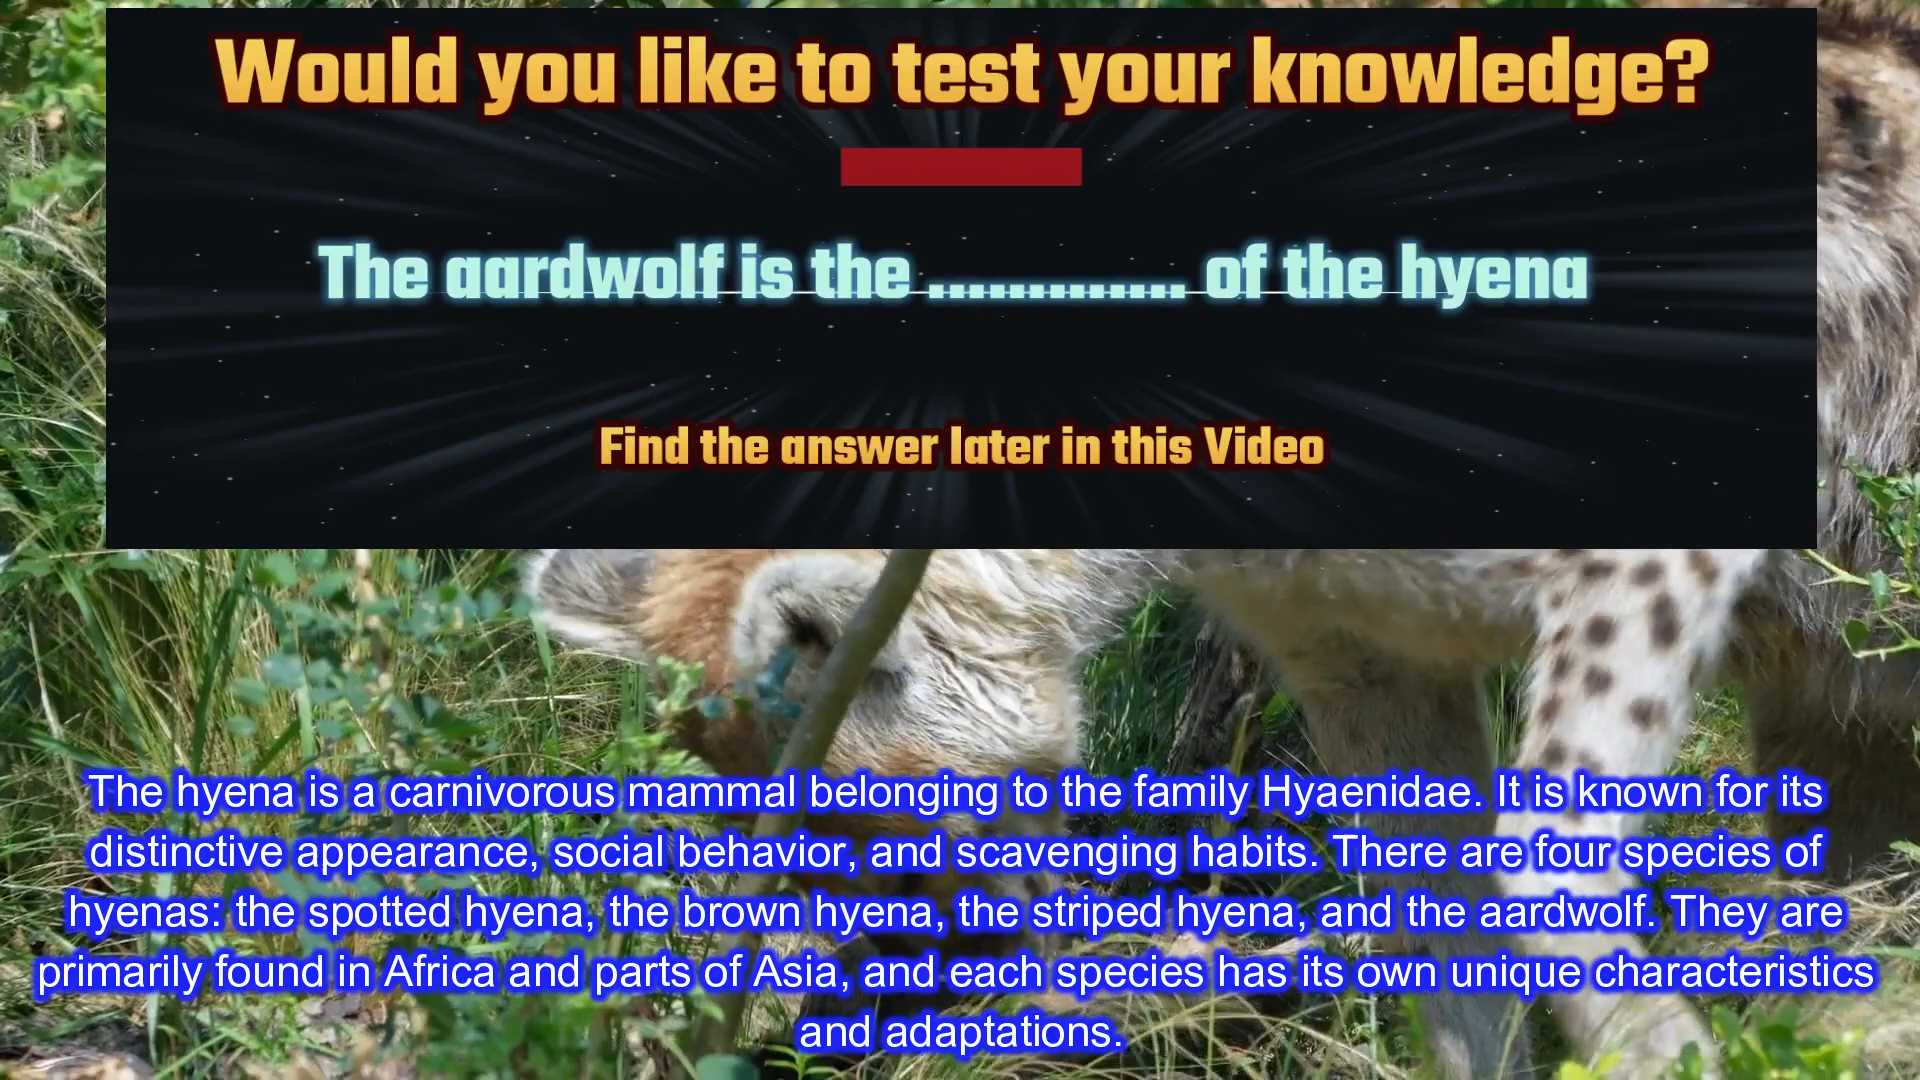 Would you like to test your knowledge?
The aardwolf is the ............. of the hyena
Find the answer later in this Video
The hyena is a carnivorous mammal belonging to the family Hyaenidae. It is known for its
distinctive appearance, social behavior, and scavenging habits. There are four species of
hyenas: the spotted hyena, the brown hyena, the striped hyena, and the aardwolf. They are
primarily found in Africa and parts of Asia, and each species has its own unique characteristics
and adaptations.